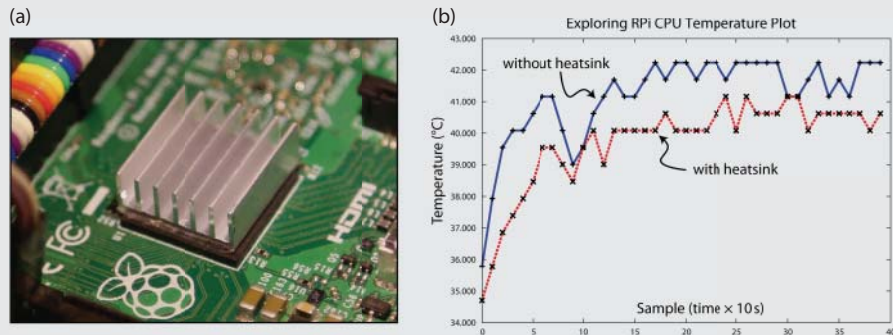 (a)
HDMI
FC
(b)
Exploring RPi CPU Temperature Plot
Temperature (°C)
43.000
42.000
41.000
40.000
39.000
38.000
37.000
36.000
35.000
34.000
without heatsink
with heatsink
Sample (time × 10 s)
0 5 10 15 20 25 30 35 40